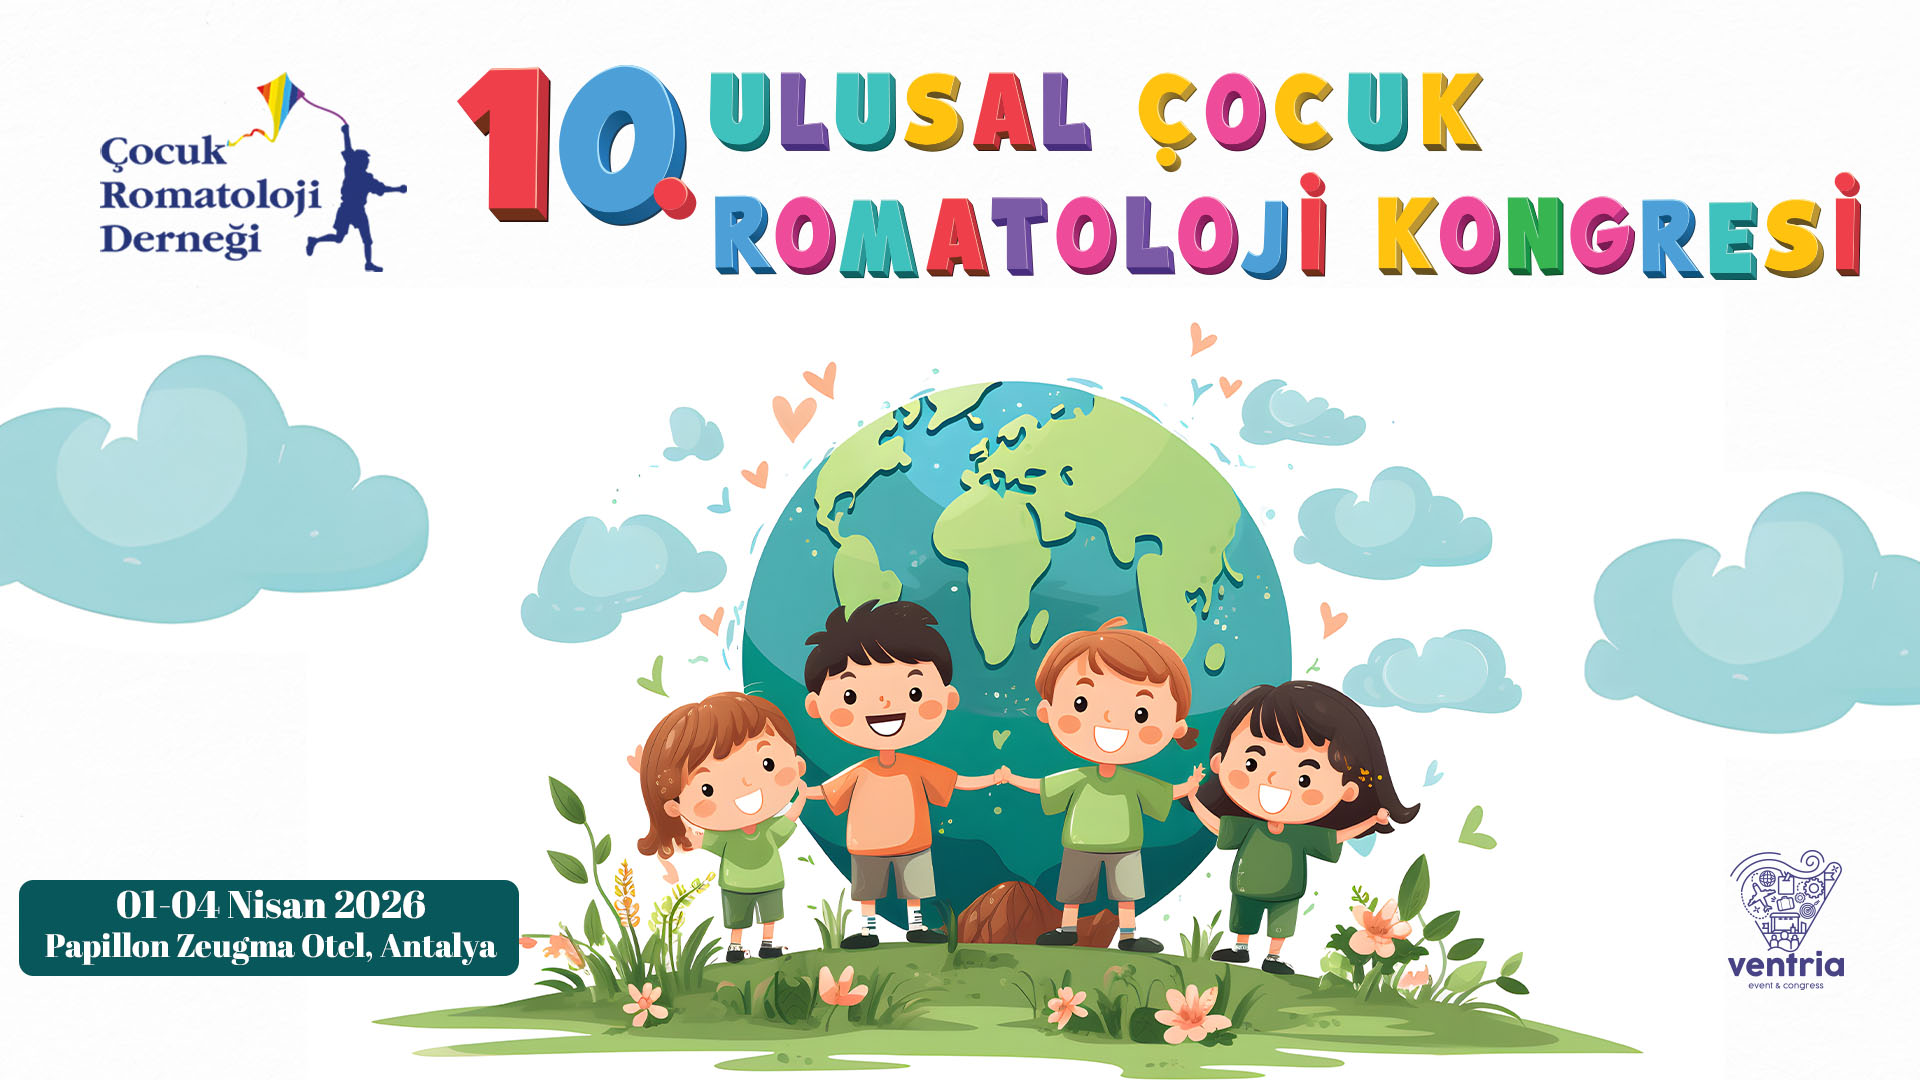 Çocuk
Romatoloji
Derneği
10. ULUSAL ÇOCUK
ROMATOLOJİ KONGRESİ
01-04 Nisan 2026
Papillon Zeugma Otel, Antalya
ventria
event & congress